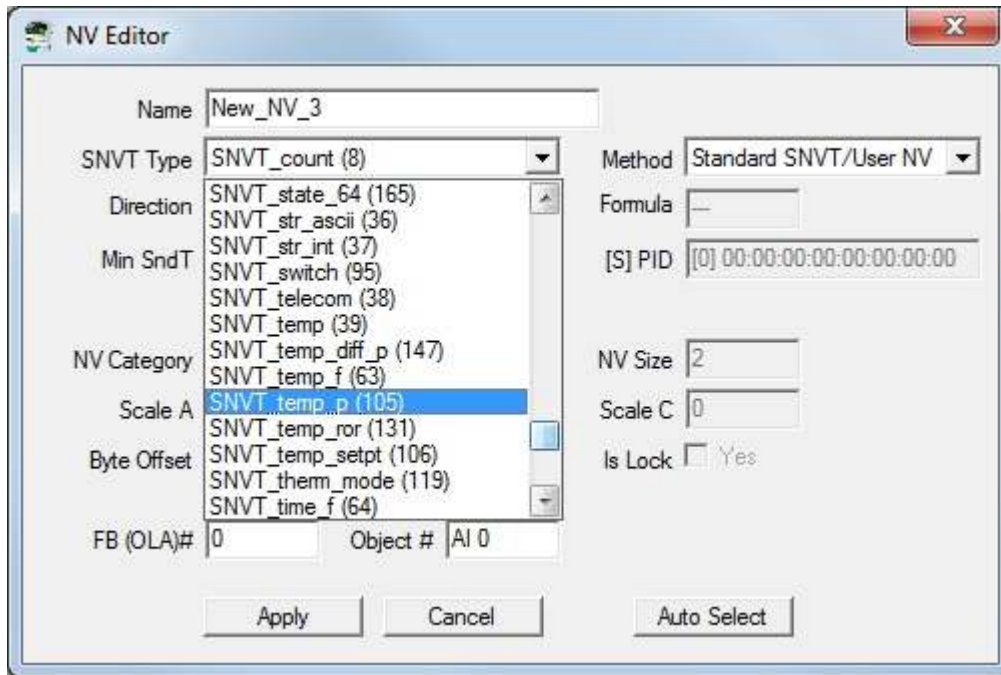 NV Editor
Name New_NV_3
SNVT Type SNVT_count (8) Method Standard SNVT/User NV
Direction Formula ---
Min SndT [S] PID [0] 00:00:00:00:00:00:00:00
NV Category NV Size 2
Scale A Scale C 0
Byte Offset Is Lock Yes
SNVT_state_64 (165)
SNVT_str_ascii (36)
SNVT_str_int (37)
SNVT_switch (95)
SNVT_telecom (38)
SNVT_temp (39)
SNVT_temp_diff_p (147)
SNVT_temp_f (63)
SNVT_temp_p (105)
SNVT_temp_ror (131)
SNVT_temp_setpt (106)
SNVT_therm_mode (119)
SNVT_time_f (64)
FB (OLA)# 0 Object # AI 0
Apply Cancel Auto Select